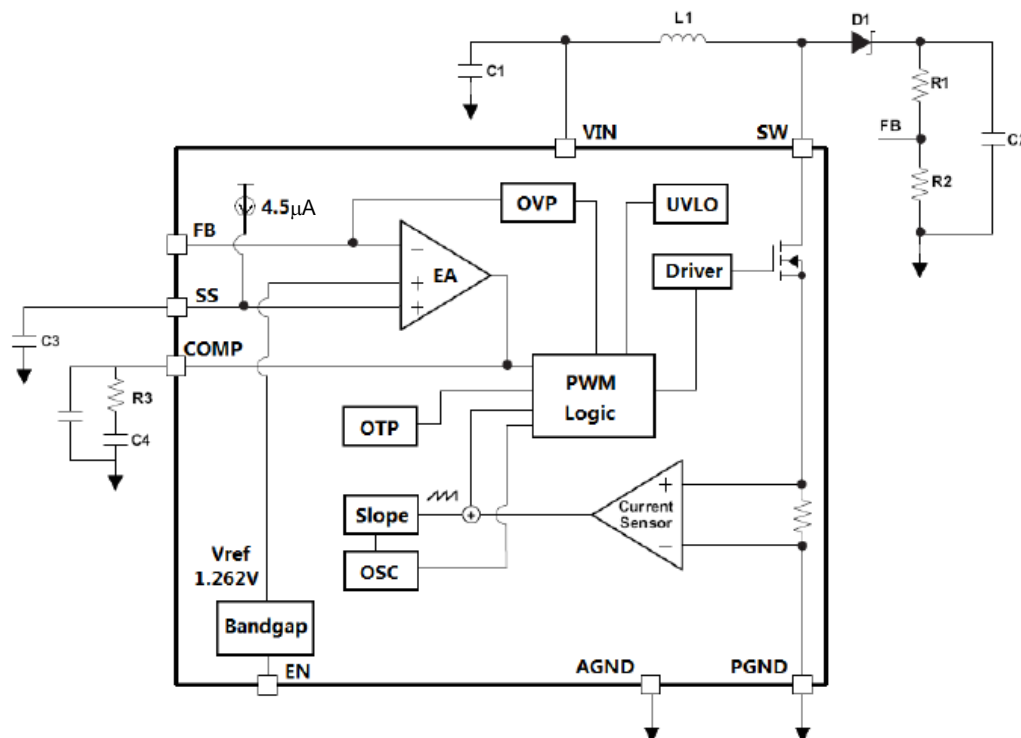 L1
D1
C1
R1
VIN
SW
FB
C2
R2
4.5μA
OVP
UVLO
FB
−
EA
Driver
+
SS
+
C3
COMP
PWM
Logic
R3
OTP
C4
+
Slope
+
Current
Sensor
−
Vref
OSC
1.262V
Bandgap
EN
AGND
PGND